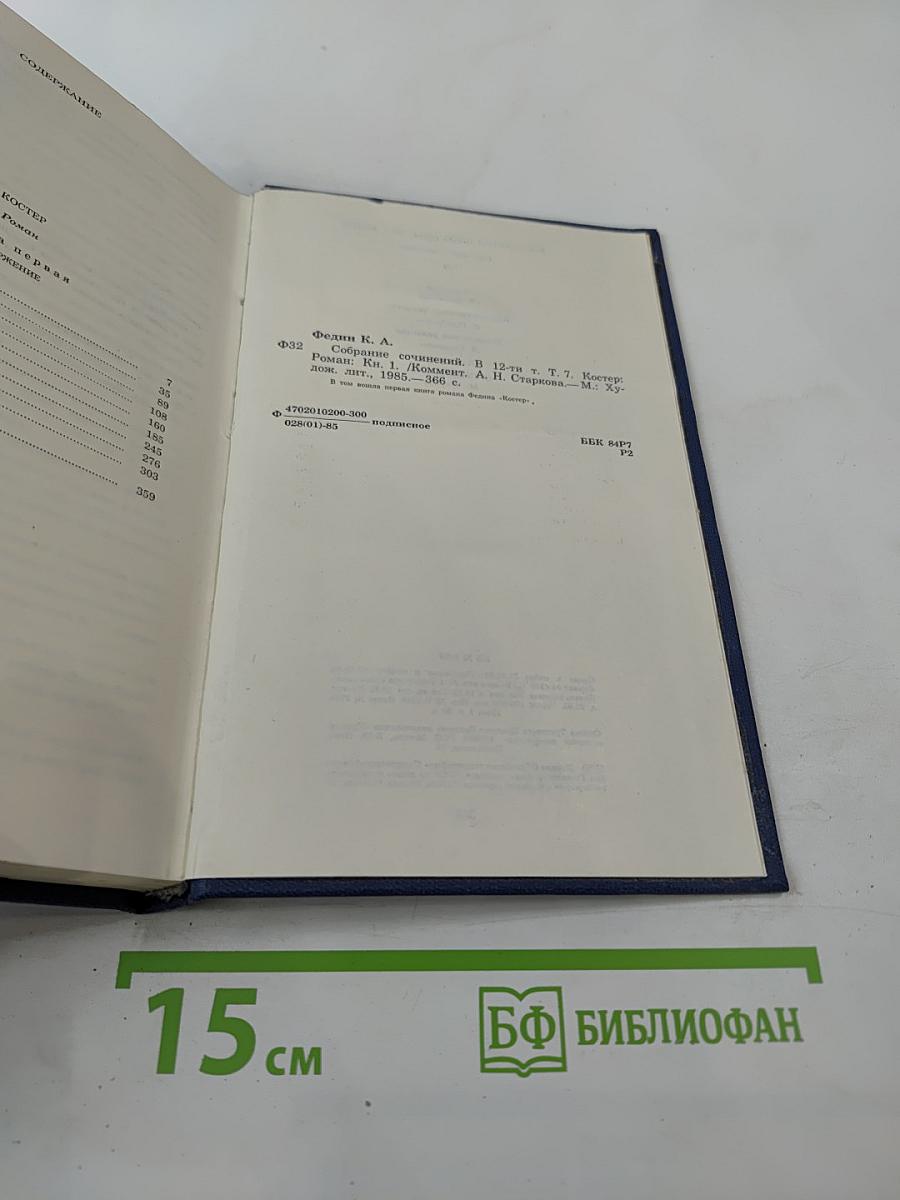 СОДЕРЖАНИЕ
КОСТЕР
Роман
первая
7
35
89
108
160
185
245
276
303
359
Федин К. А.
Ф32
Собрание сочинений. В 12-ти т. Т. 7. Костер:
Роман: Кн. 1. /Коммент. А. Н. Старкова.— М.: Ху-
дож. лит., 1985.—366 с.
В том вошла первая книга романа Федина «Костер».
Ф 4702010200-300
028(01)-85
подписное
ББК 84Р7
Р2
15 см
БФ БИБЛИОФАН